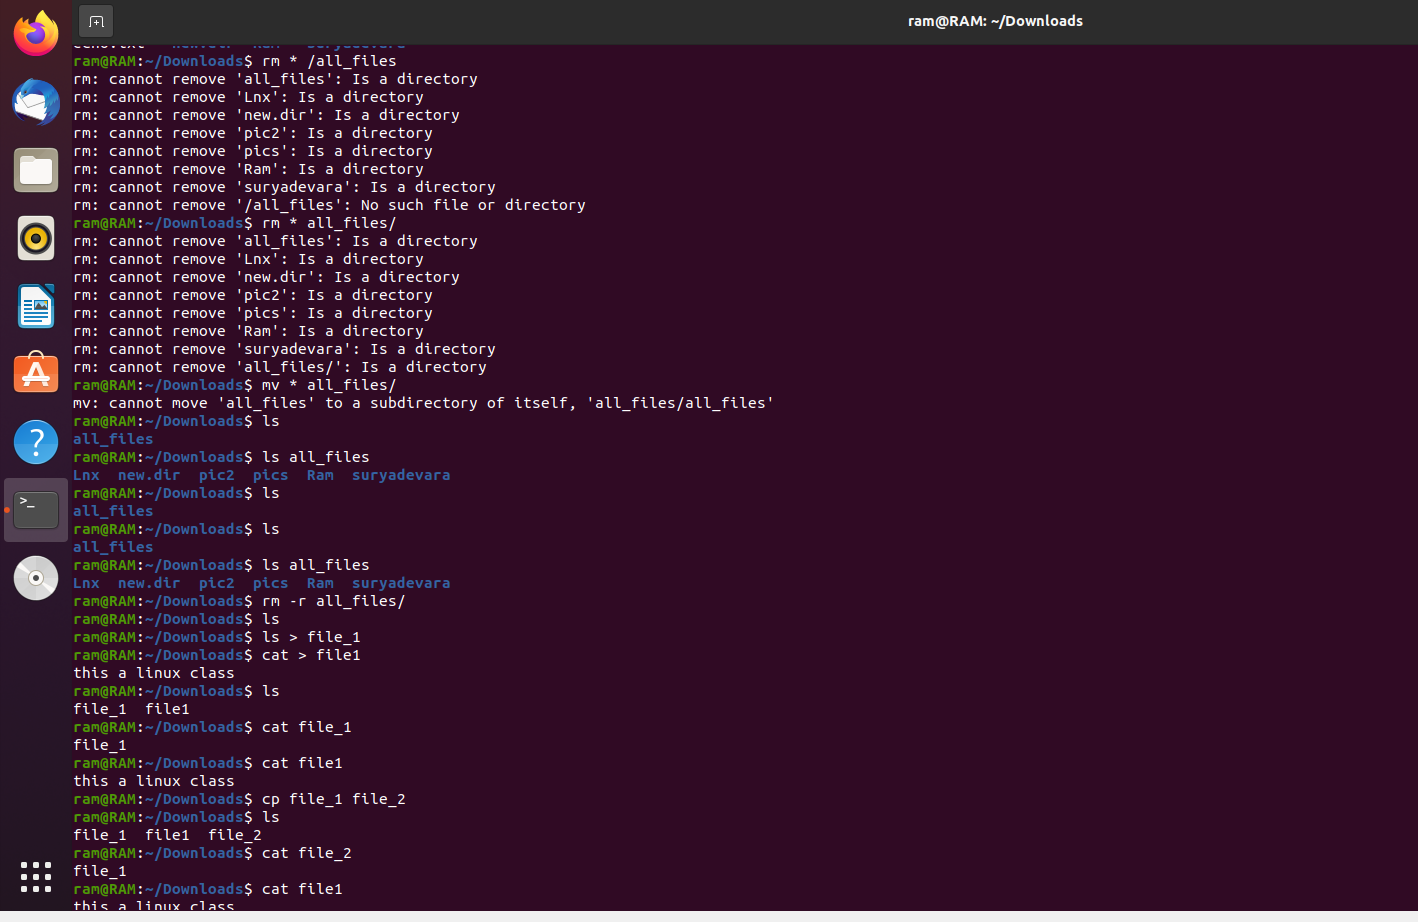 ram@RAM: ~/Downloads
echo.txt   new.dir  Ram   suryadevara
ram@RAM:~/Downloads$ rm * /all_files
rm: cannot remove 'all_files': Is a directory
rm: cannot remove 'Lnx': Is a directory
rm: cannot remove 'new.dir': Is a directory
rm: cannot remove 'pic2': Is a directory
rm: cannot remove 'pics': Is a directory
rm: cannot remove 'Ram': Is a directory
rm: cannot remove 'suryadevara': Is a directory
rm: cannot remove '/all_files': No such file or directory
ram@RAM:~/Downloads$ rm * all_files/
rm: cannot remove 'all_files': Is a directory
rm: cannot remove 'Lnx': Is a directory
rm: cannot remove 'new.dir': Is a directory
rm: cannot remove 'pic2': Is a directory
rm: cannot remove 'pics': Is a directory
rm: cannot remove 'Ram': Is a directory
rm: cannot remove 'suryadevara': Is a directory
rm: cannot remove 'all_files/': Is a directory
ram@RAM:~/Downloads$ mv * all_files/
mv: cannot move 'all_files' to a subdirectory of itself, 'all_files/all_files'
ram@RAM:~/Downloads$ ls
all_files
ram@RAM:~/Downloads$ ls all_files
Lnx  new.dir  pic2  pics  Ram  suryadevara
ram@RAM:~/Downloads$ ls
all_files
ram@RAM:~/Downloads$ ls
all_files
ram@RAM:~/Downloads$ ls all_files
Lnx  new.dir  pic2  pics  Ram  suryadevara
ram@RAM:~/Downloads$ rm -r all_files/
ram@RAM:~/Downloads$ ls
ram@RAM:~/Downloads$ ls > file_1
ram@RAM:~/Downloads$ cat > file1
this a linux class
ram@RAM:~/Downloads$ ls
file_1  file1
ram@RAM:~/Downloads$ cat file_1
file_1
ram@RAM:~/Downloads$ cat file1
this a linux class
ram@RAM:~/Downloads$ cp file_1 file_2
ram@RAM:~/Downloads$ ls
file_1  file1  file_2
ram@RAM:~/Downloads$ cat file_2
file_1
ram@RAM:~/Downloads$ cat file1
this a linux class